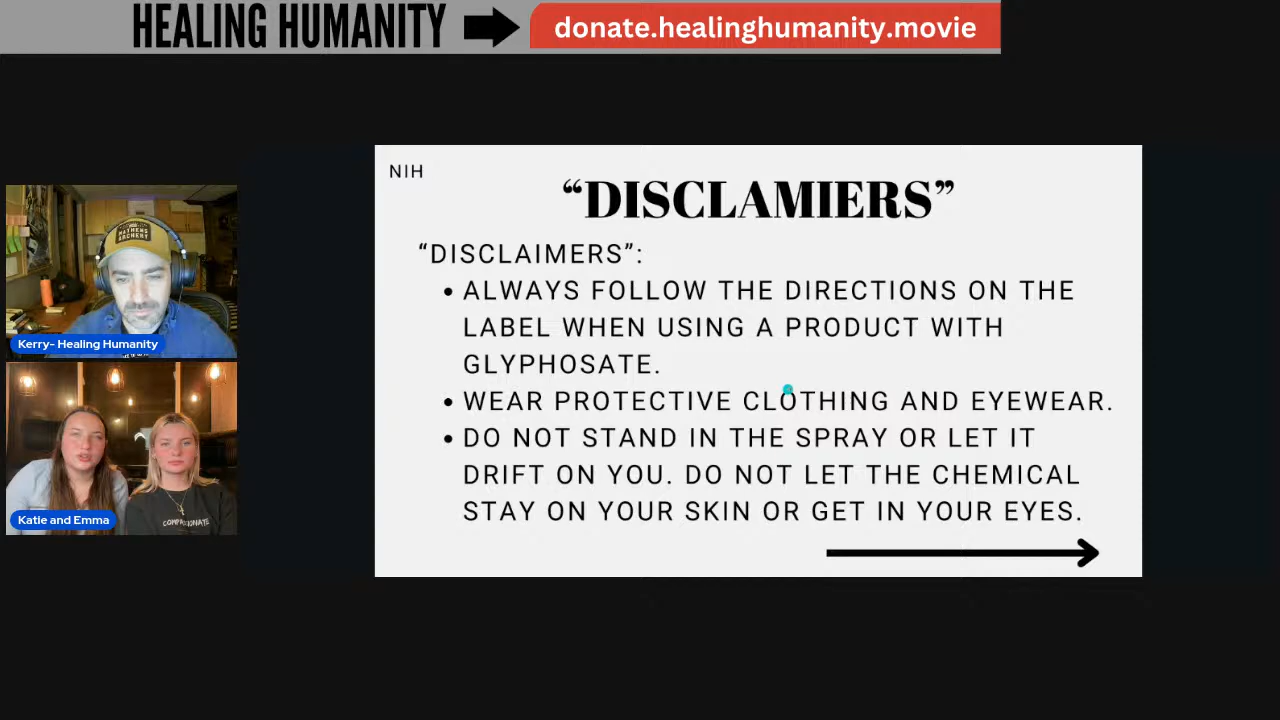 HEALING HUMANITY
donate.healinghumanity.movie
NIH
“DISCLAMIERS”
“DISCLAIMERS”:
• ALWAYS FOLLOW THE DIRECTIONS ON THE
LABEL WHEN USING A PRODUCT WITH
GLYPHOSATE.
• WEAR PROTECTIVE CLOTHING AND EYEWEAR.
• DO NOT STAND IN THE SPRAY OR LET IT
DRIFT ON YOU. DO NOT LET THE CHEMICAL
STAY ON YOUR SKIN OR GET IN YOUR EYES.
MATHEWS
ARCHERY
Kerry- Healing Humanity
COMPASSIONATE
Katie and Emma